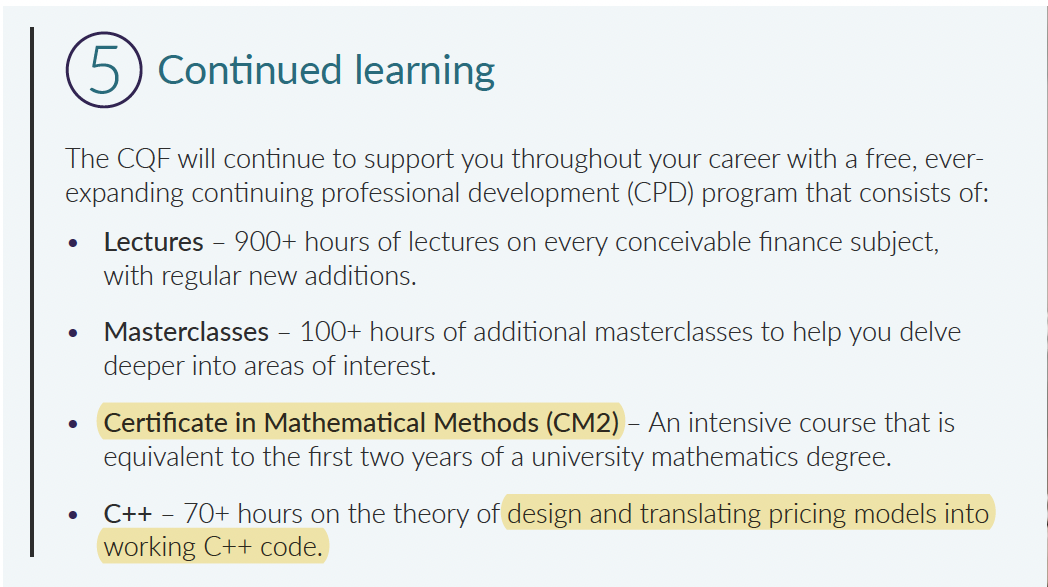 5 Continued learning
The CQF will continue to support you throughout your career with a free, ever-
expanding continuing professional development (CPD) program that consists of:
• Lectures – 900+ hours of lectures on every conceivable finance subject,
with regular new additions.
• Masterclasses – 100+ hours of additional masterclasses to help you delve
deeper into areas of interest.
• Certificate in Mathematical Methods (CM2) – An intensive course that is
equivalent to the first two years of a university mathematics degree.
• C++ – 70+ hours on the theory of design and translating pricing models into
working C++ code.